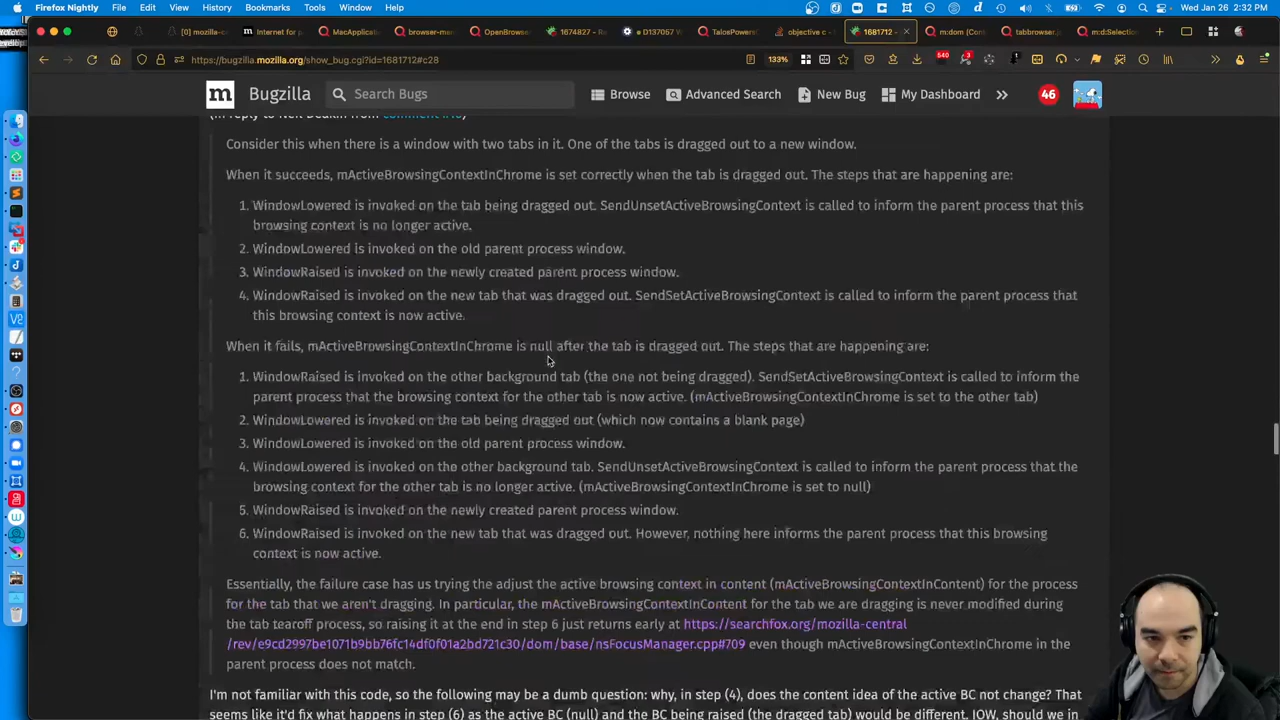 Firefox Nightly File Edit View History Bookmarks Tools Window Help
Wed Jan 26 2:32 PM
[0] mozilla-c Internet for p MacApplica browser-ma OpenBrows 1674827 - D137057 W TalosPower objective c - 1681712 - m:dom (Con tabbrowser.j m:d:Selectio
https://bugzilla.mozilla.org/show_bug.cgi?id=1681712#c28
133%
640
3
m Bugzilla Search Bugs Browse Advanced Search New Bug My Dashboard 46
Consider this when there is a window with two tabs in it. One of the tabs is dragged out to a new window.
When it succeeds, mActiveBrowsingContextInChrome is set correctly when the tab is dragged out. The steps that are happening are:
1. WindowLowered is invoked on the tab being dragged out. SendUnsetActiveBrowsingContext is called to inform the parent process that this
browsing context is no longer active.
2. WindowLowered is invoked on the old parent process window.
3. WindowRaised is invoked on the newly created parent process window.
4. WindowRaised is invoked on the new tab that was dragged out. SendSetActiveBrowsingContext is called to inform the parent process that
this browsing context is now active.
When it fails, mActiveBrowsingContextInChrome is null after the tab is dragged out. The steps that are happening are:
1. WindowRaised is invoked on the other background tab (the one not being dragged). SendSetActiveBrowsingContext is called to inform the
parent process that the browsing context for the other tab is now active. (mActiveBrowsingContextInChrome is set to the other tab)
2. WindowLowered is invoked on the tab being dragged out (which now contains a blank page)
3. WindowLowered is invoked on the old parent process window.
4. WindowLowered is invoked on the other background tab. SendUnsetActiveBrowsingContext is called to inform the parent process that the
browsing context for the other tab is no longer active. (mActiveBrowsingContextInChrome is set to null)
5. WindowRaised is invoked on the newly created parent process window.
6. WindowRaised is invoked on the new tab that was dragged out. However, nothing here informs the parent process that this browsing
context is now active.
Essentially, the failure case has us trying the adjust the active browsing context in content (mActiveBrowsingContextInContent) for the process
for the tab that we aren't dragging. In particular, the mActiveBrowsingContextInContent for the tab we are dragging is never modified during
the tab tearoff process, so raising it at the end in step 6 just returns early at https://searchfox.org/mozilla-central
/rev/e9cd2997be1071b9bb76fc14df0f01a2bd721c30/dom/base/nsFocusManager.cpp#709 even though mActiveBrowsingContextInChrome in the
parent process does not match.
I'm not familiar with this code, so the following may be a dumb question: why, in step (4), does the content idea of the active BC not change? That
seems like it'd fix what happens in step (6) as the active BC (null) and the BC being raised (the dragged tab) would be different. IOW, should we in